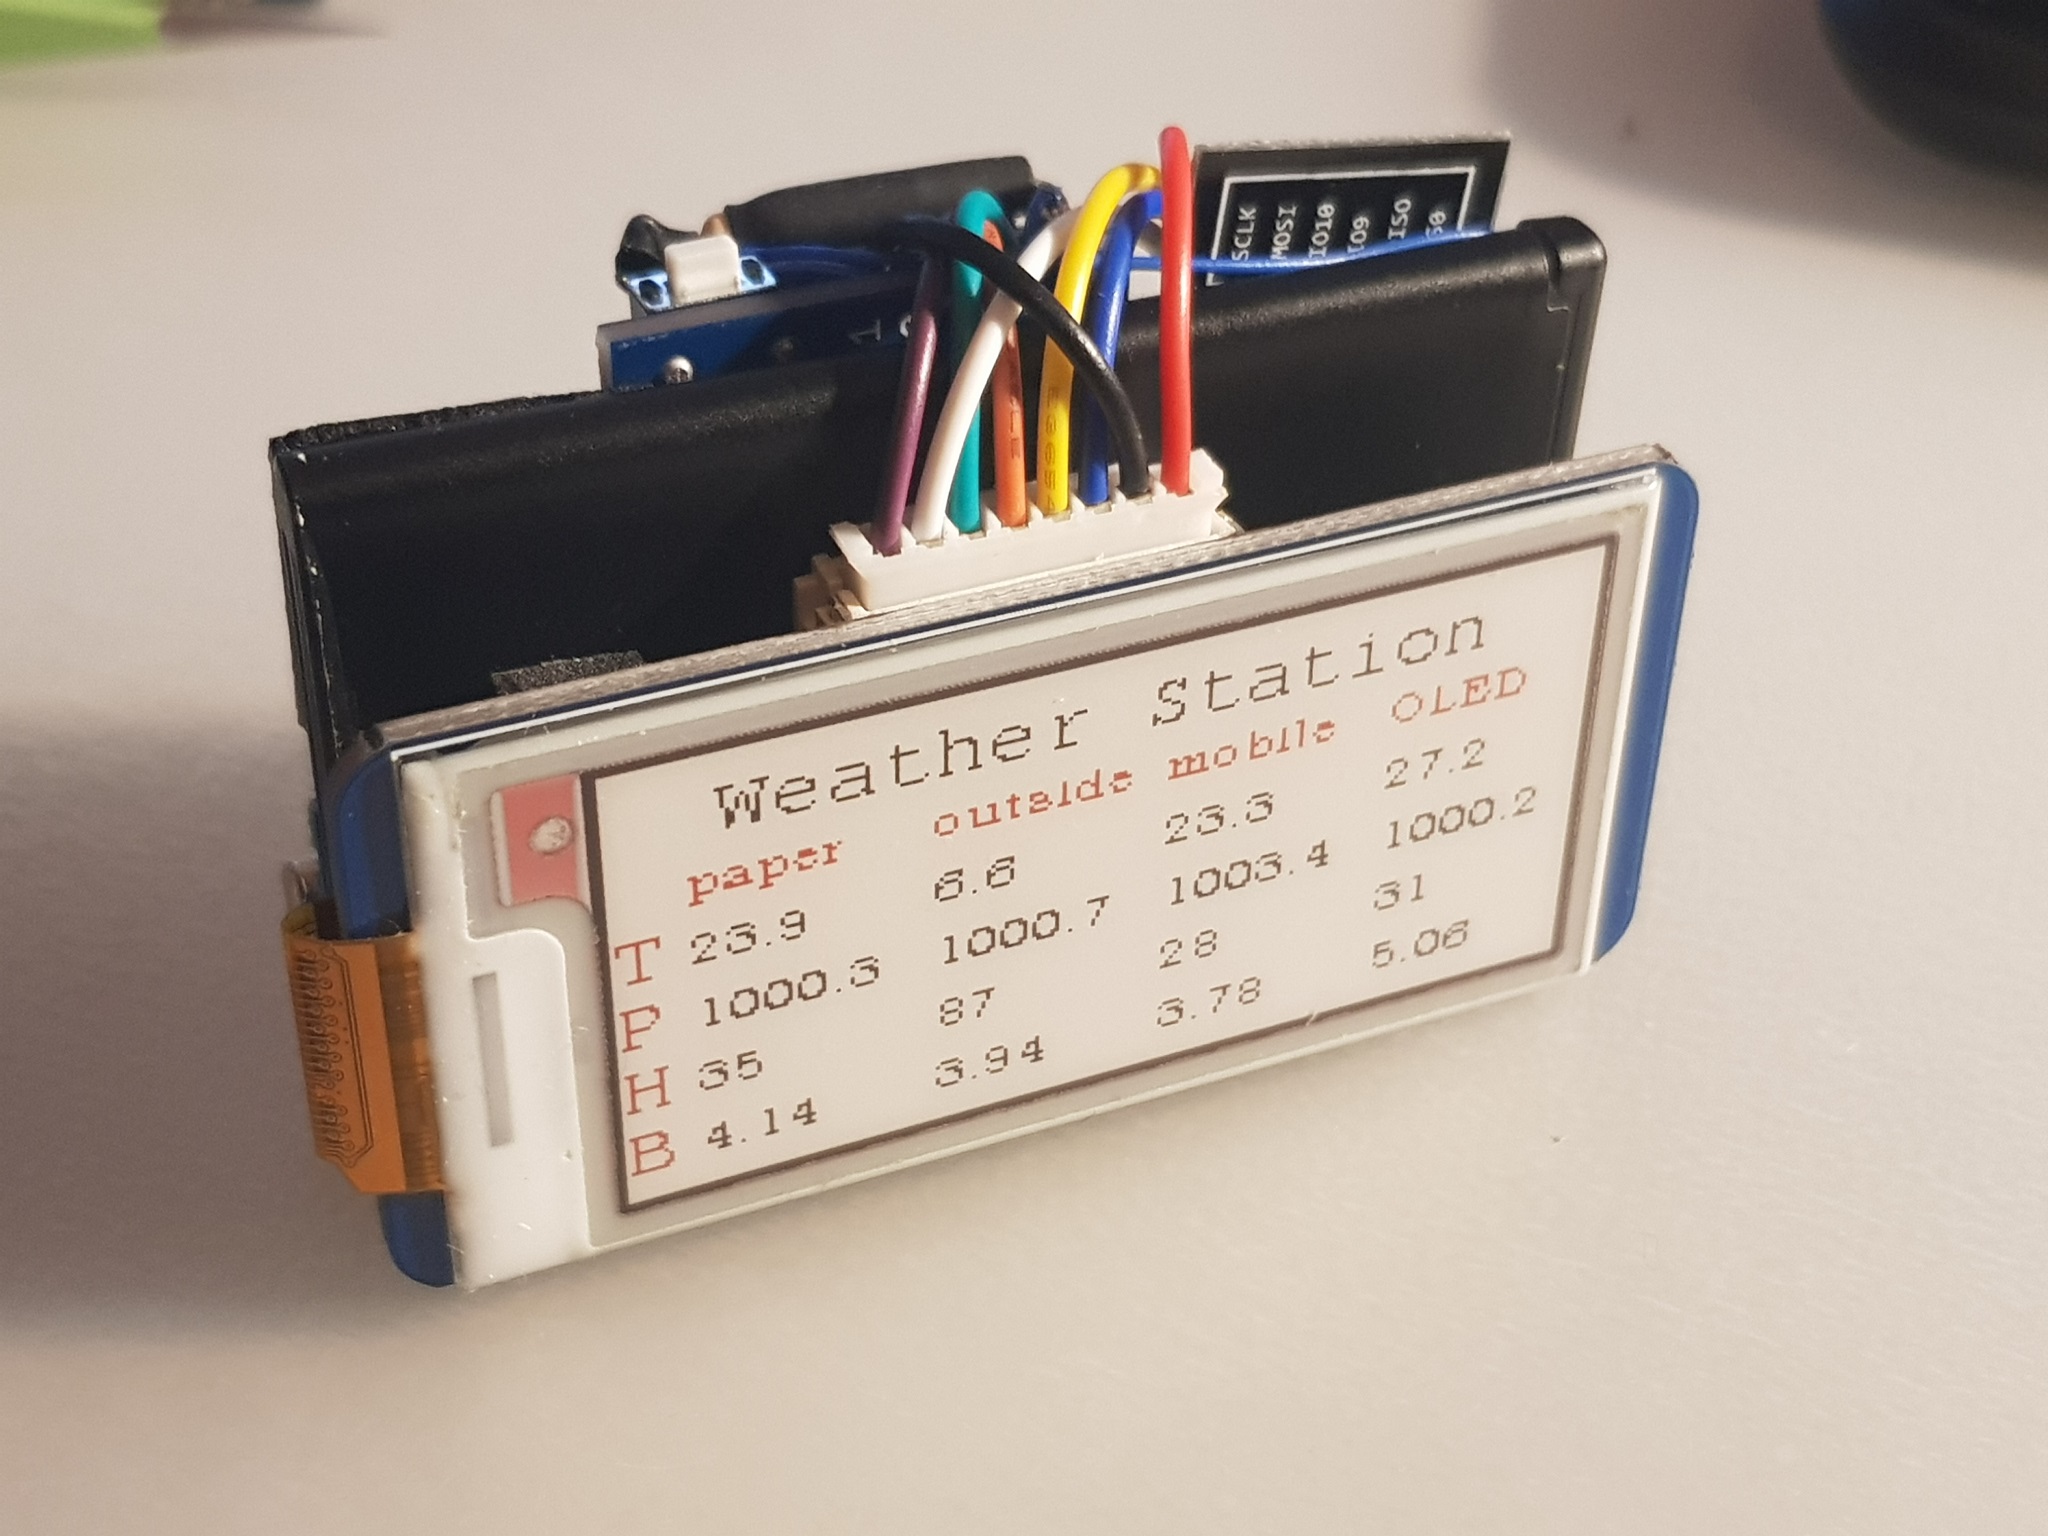 SCLK
MOSI
IO10
IO9
Weather Station
paper outside mobile OLED
T 23.9 6.6 23.3 27.2
P 1000.3 1000.7 1003.4 1000.2
H 35 87 28 31
B 4.14 3.94 3.78 5.06